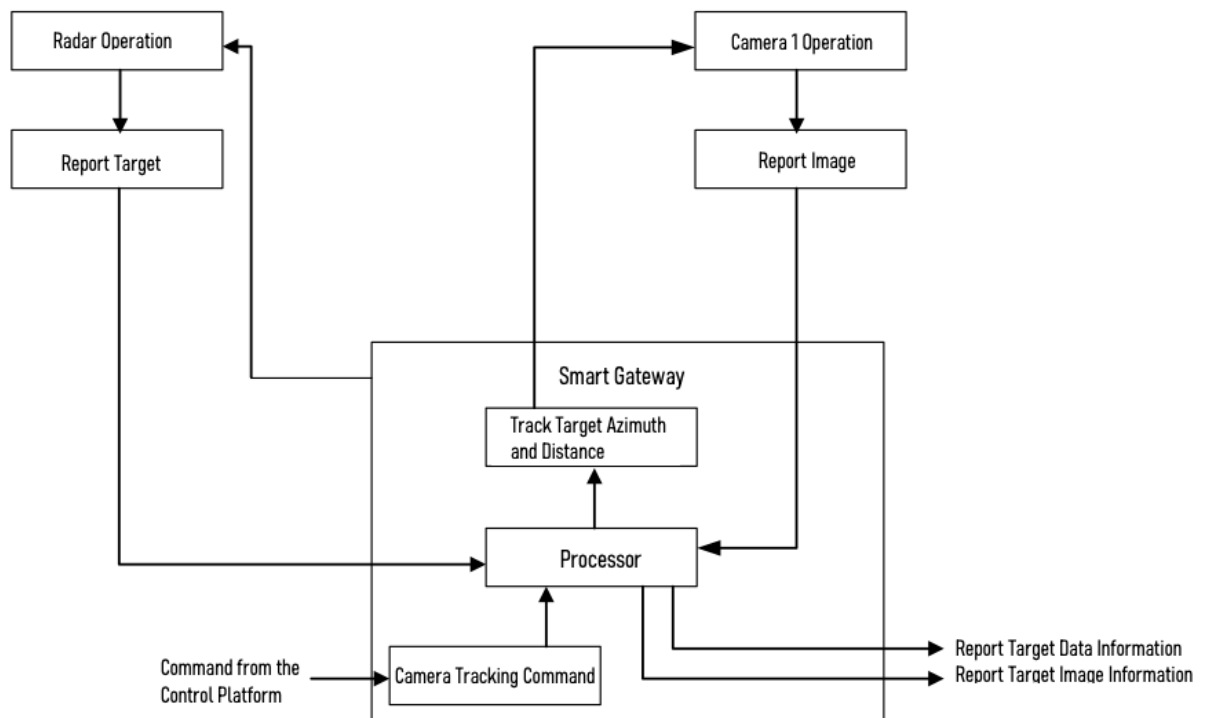 Radar Operation
Camera 1 Operation
Report Target
Report Image
Smart Gateway
Track Target Azimuth
and Distance
Processor
Command from the
Control Platform
Camera Tracking Command
Report Target Data Information
Report Target Image Information